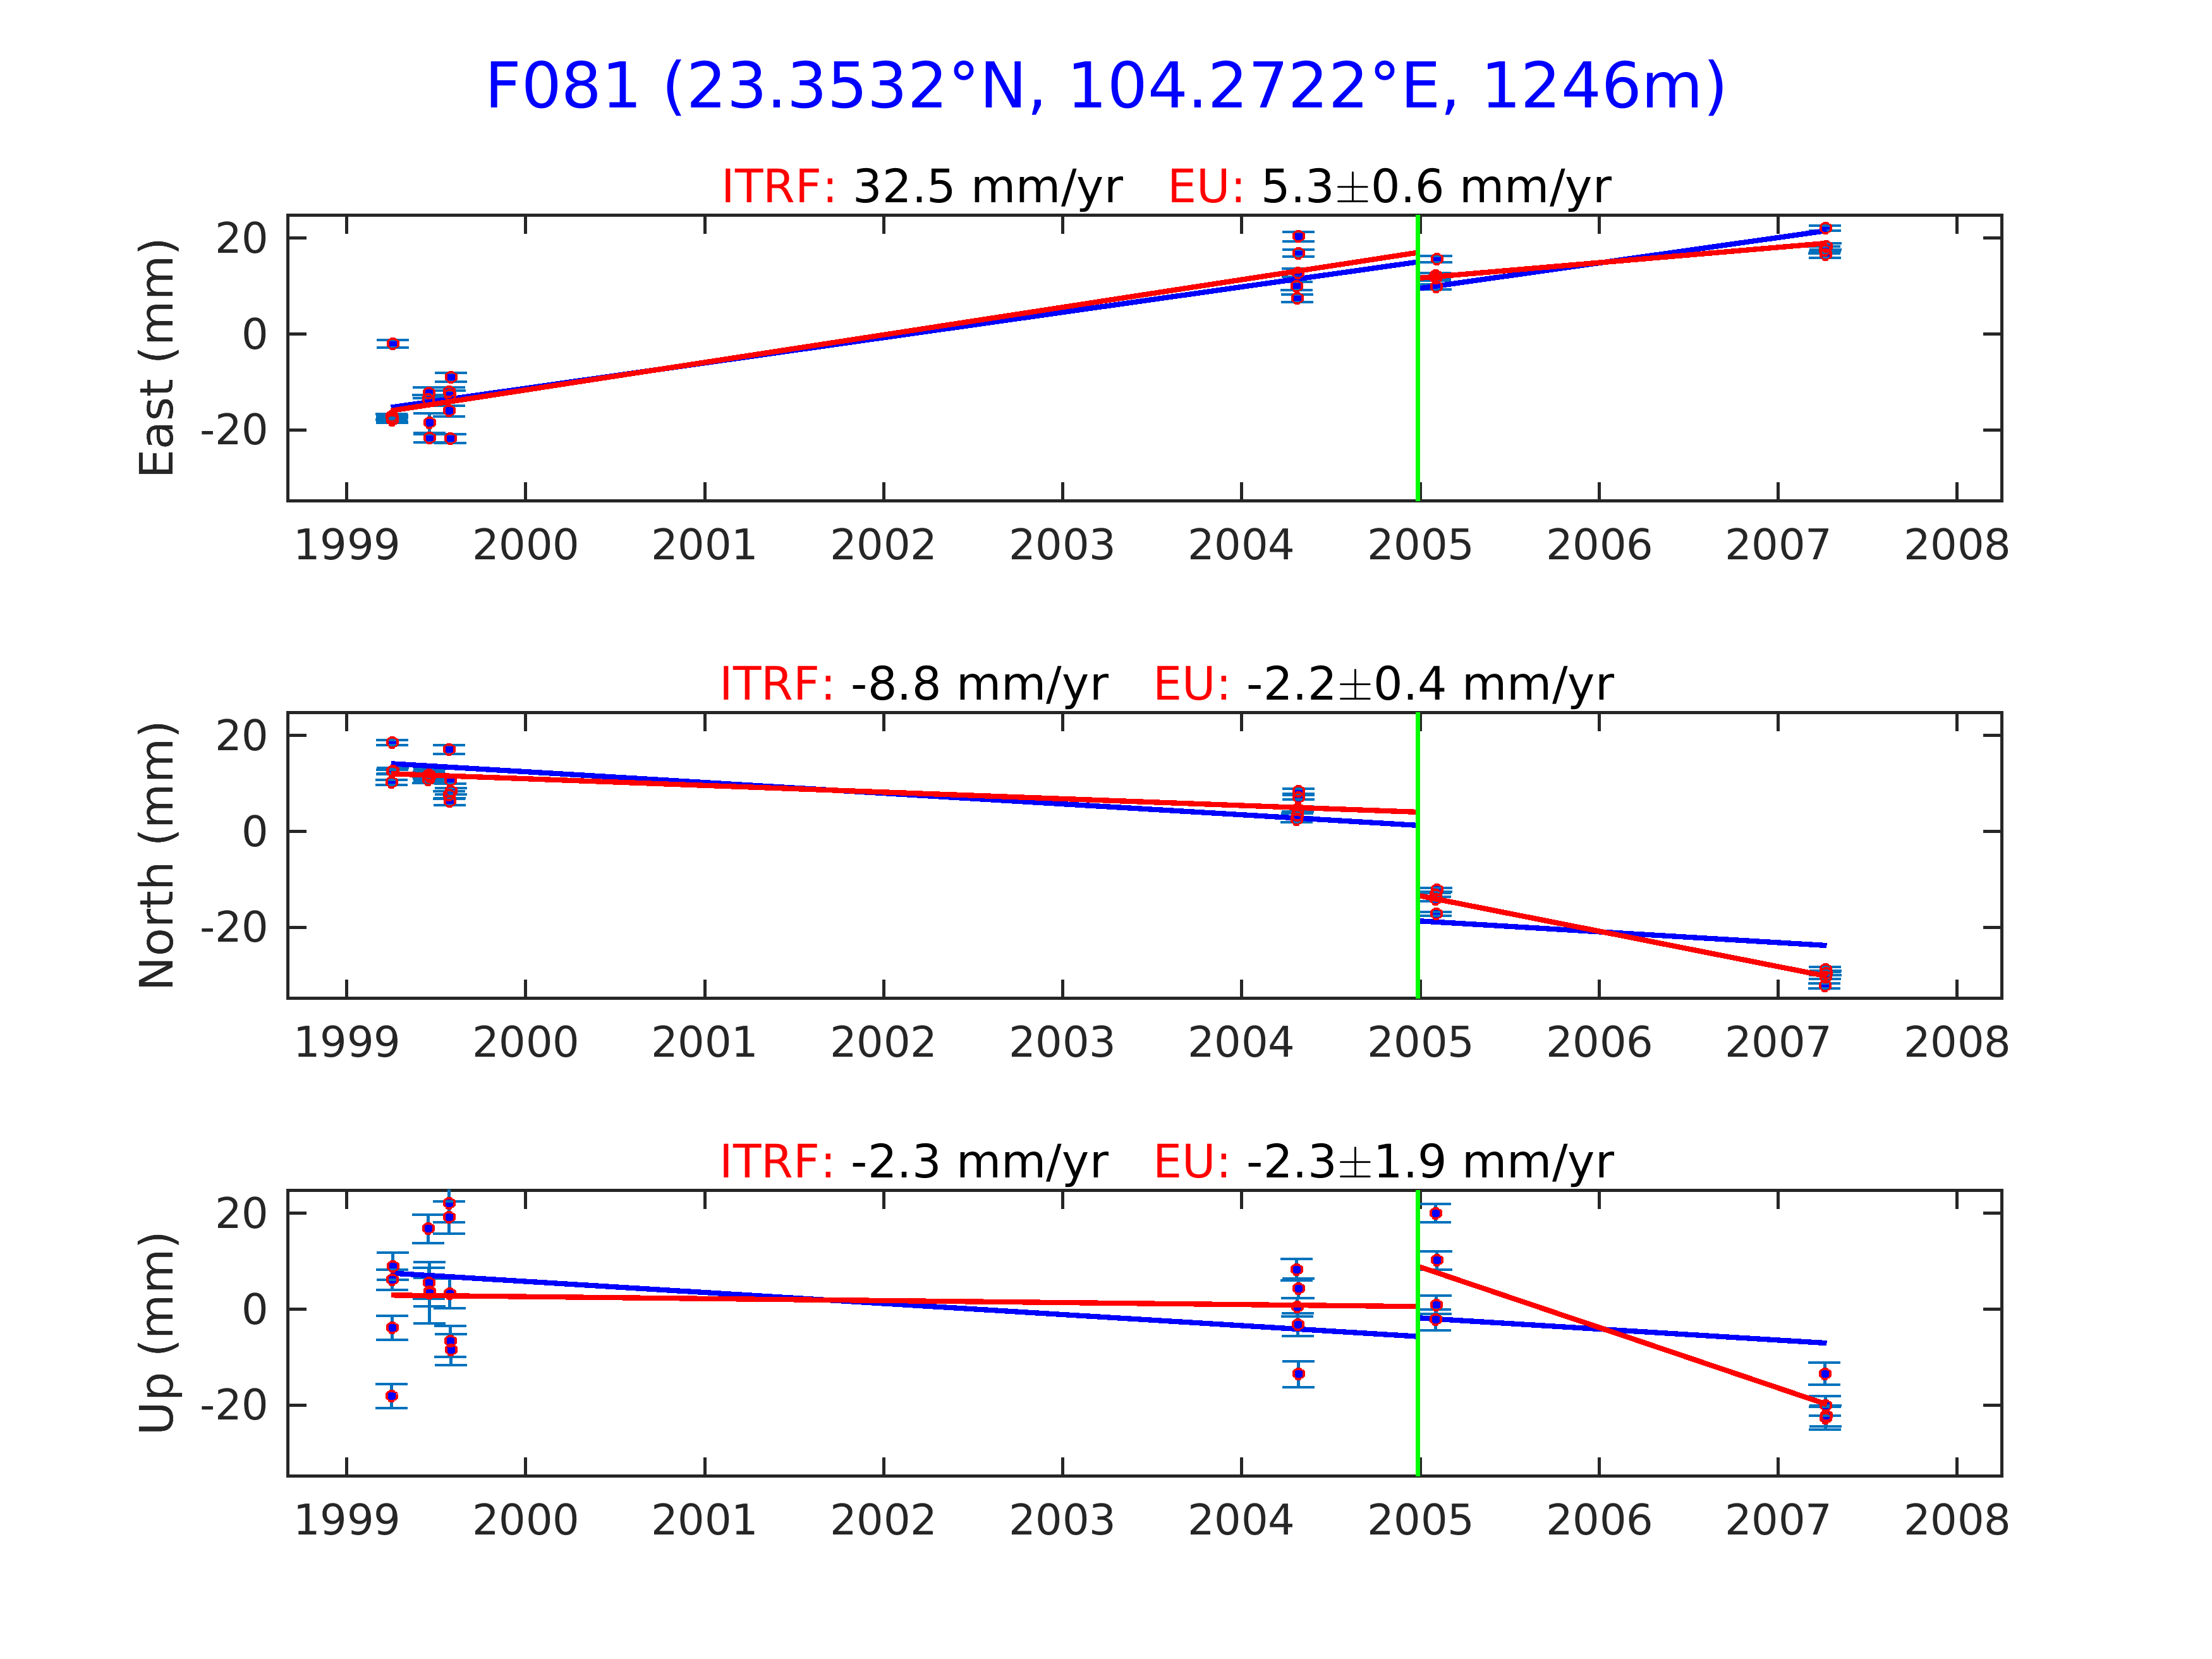 F081 (23.3532°N, 104.2722°E, 1246m)
ITRF: 32.5 mm/yr EU: 5.3±0.6 mm/yr
East (mm)
20
0
-20
1999 2000 2001 2002 2003 2004 2005 2006 2007 2008
ITRF: -8.8 mm/yr EU: -2.2±0.4 mm/yr
North (mm)
20
0
-20
1999 2000 2001 2002 2003 2004 2005 2006 2007 2008
ITRF: -2.3 mm/yr EU: -2.3±1.9 mm/yr
Up (mm)
20
0
-20
1999 2000 2001 2002 2003 2004 2005 2006 2007 2008